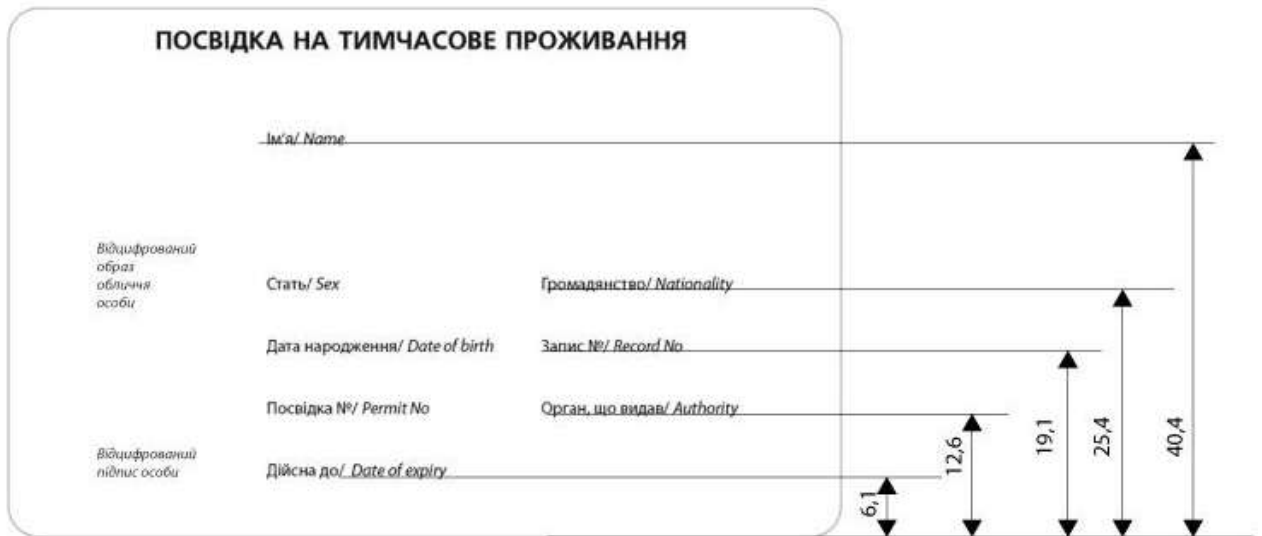 ПОСВІДКА НА ТИМЧАСОВЕ ПРОЖИВАННЯ
Ім'я/ Name
Відцифрований
образ
обличчя
особи
Стать/ Sex Громадянство/ Nationality
Дата народження/ Date of birth Запис №/ Record No
Посвідка №/ Permit No Орган, що видав/ Authority
Відцифрований
підпис особи
Дійсна до/ Date of expiry
6,1
12,6
19,1
25,4
40,4